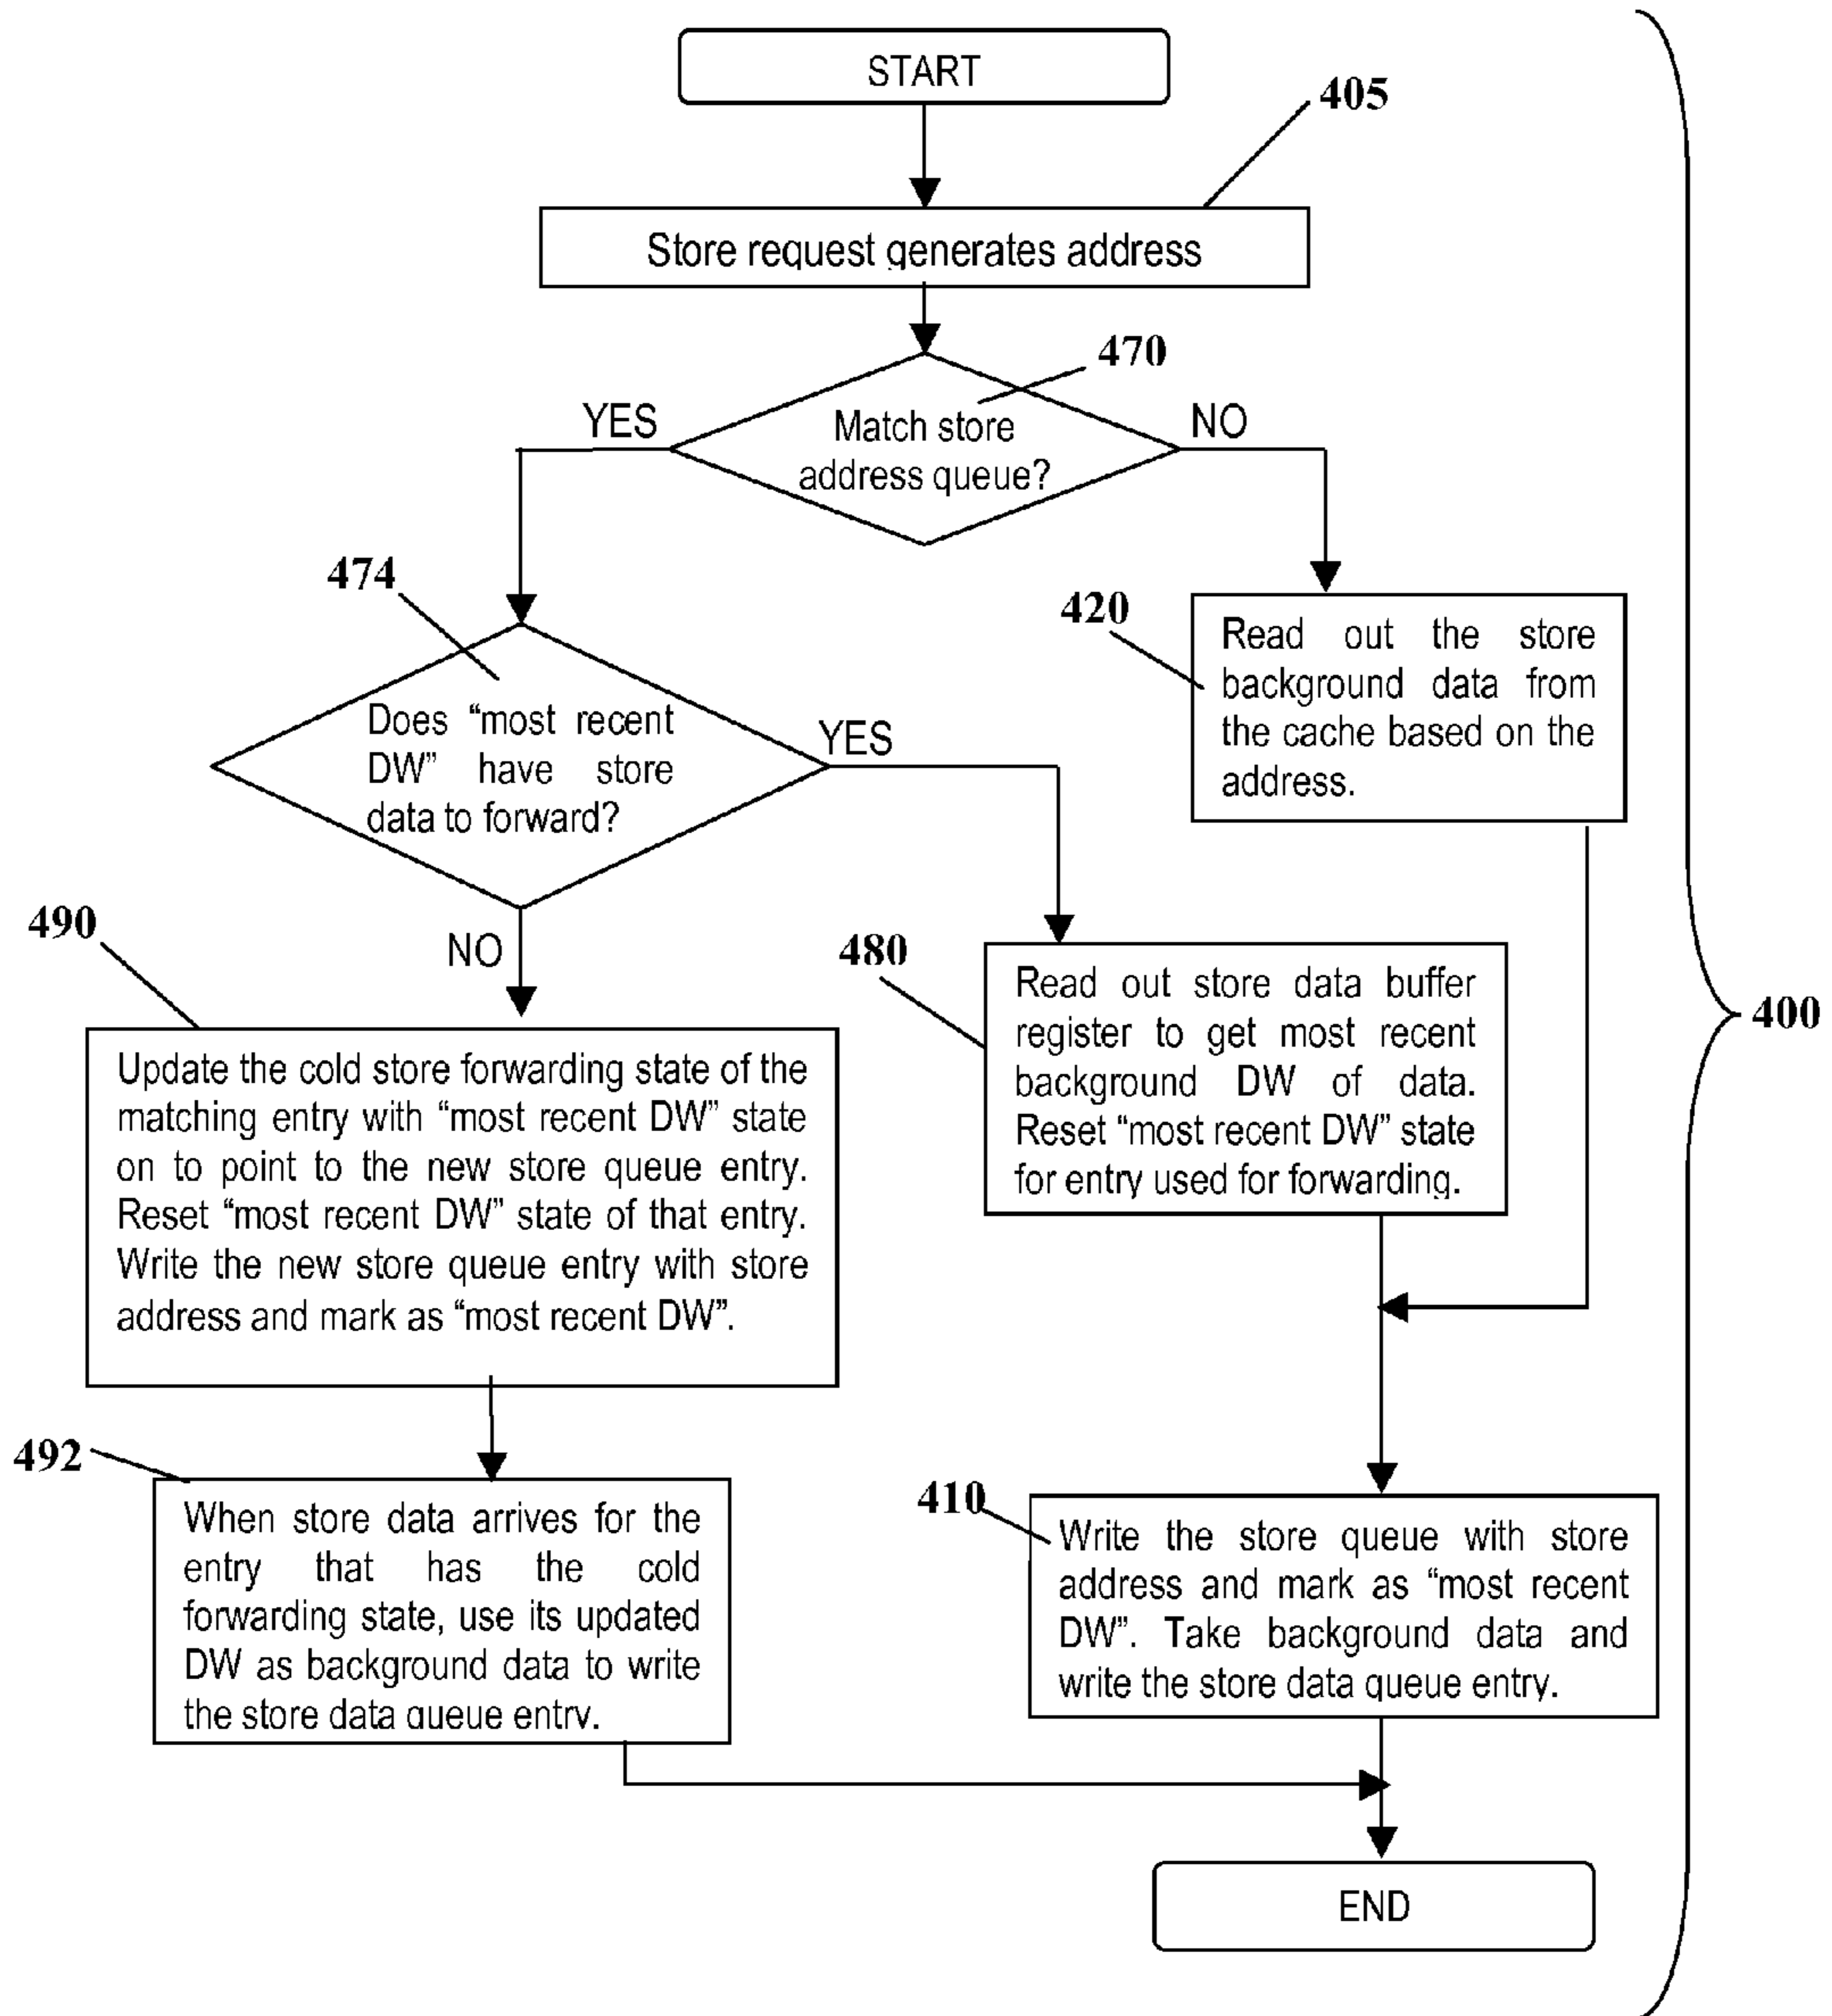 START
405
Store request generates address
470
YES
NO
Match store
address queue?
474
420
Read out the store
background data from
the cache based on the
address.
Does “most recent
DW” have store
data to forward?
YES
490
NO
480
Read out store data buffer
register to get most recent
background DW of data.
Reset “most recent DW” state
for entry used for forwarding.
400
Update the cold store forwarding state of the
matching entry with “most recent DW” state
on to point to the new store queue entry.
Reset “most recent DW” state of that entry.
Write the new store queue entry with store
address and mark as “most recent DW”.
492
When store data arrives for the
entry that has the cold
forwarding state, use its updated
DW as background data to write
the store data queue entry.
410
Write the store queue with store
address and mark as “most recent
DW”. Take background data and
write the store data queue entry.
END